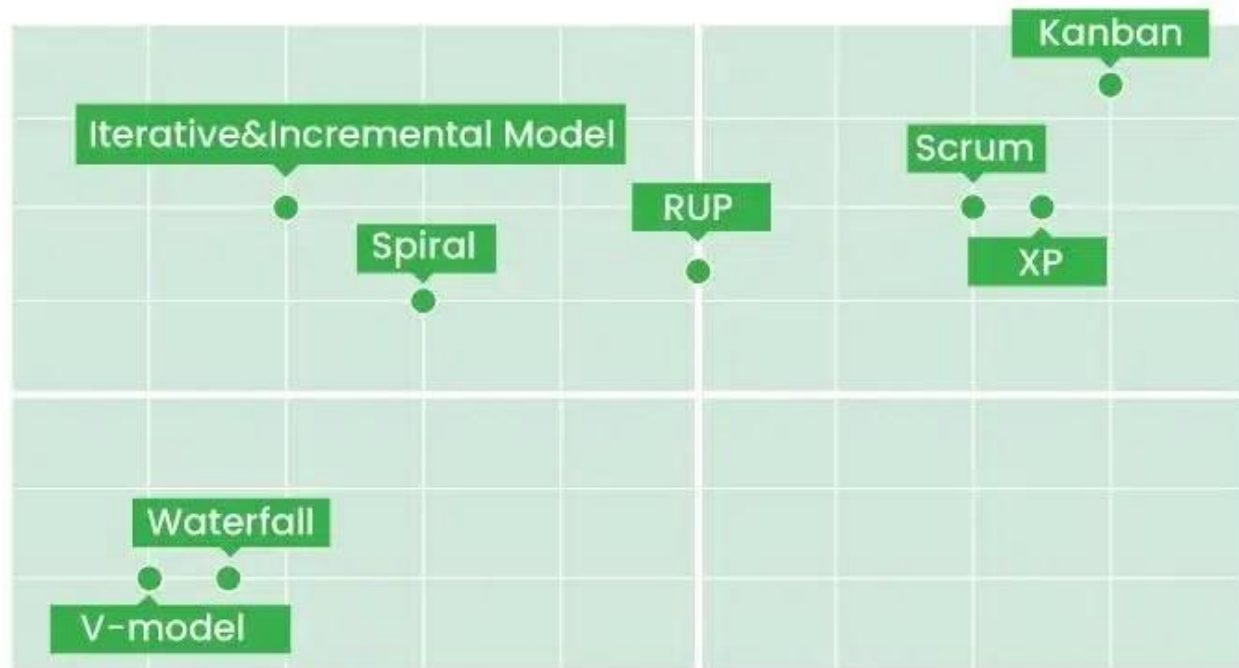 Kanban
Iterative&Incremental Model
Scrum
RUP
Spiral
XP
Waterfall
V-model